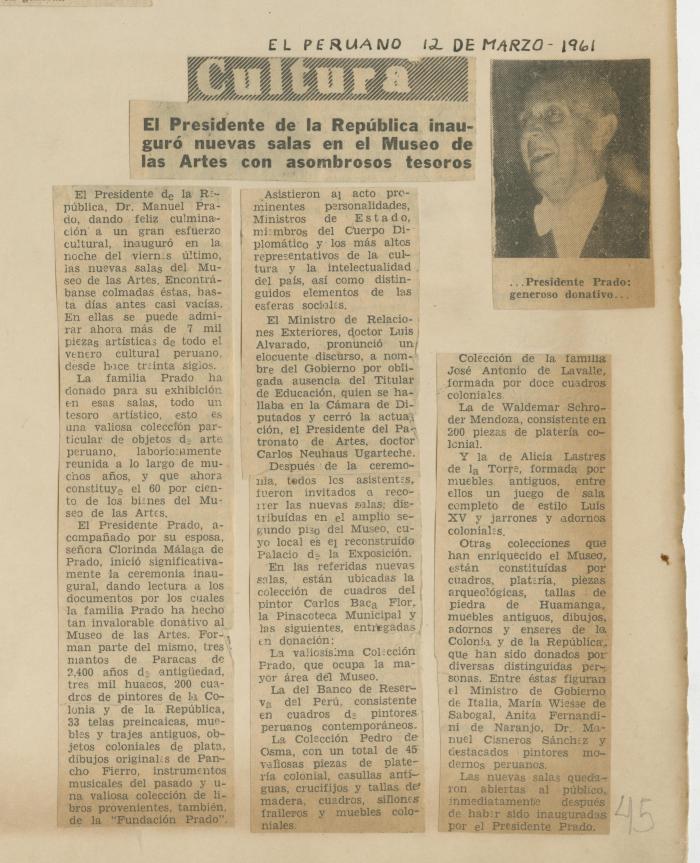 EL PERUANO 12 DE MARZO - 1961
Cultura
El Presidente de la República inau-
guró nuevas salas en el Museo de
las Artes con asombrosos tesoros
...Presidente Prado:
generoso donativo...
El Presidente de la Re-
pública, Dr. Manuel Pra-
do, dando feliz culmina-
ción a un gran esfuerzo
cultural, inauguró en la
noche del viernes último,
las nuevas salas del Mu-
seo de las Artes. Encontrá-
banse colmadas éstas, has-
ta días antes casi vacías.
En ellas se puede admi-
rar ahora más de 7 mil
piezas artísticas de todo el
venero cultural peruano,
desde hace treinta siglos.
La familia Prado ha
donado para su exhibición
en esas salas, todo un
tesoro artístico, esto es
una valiosa colección par-
ticular de objetos de arte
peruano, laboriosamente
reunida a lo largo de mu-
chos años, y que ahora
constituye el 60 por cien-
to de los bienes del Mu-
seo de las Artes.
El Presidente Prado, a-
compañado por su esposa,
señora Clorinda Málaga de
Prado, inició significativa-
mente la ceremonia inau-
gural, dando lectura a los
documentos por los cuales
la familia Prado ha hecho
tan invalorable donativo al
Museo de las Artes. For-
man parte del mismo, tres
mantos de Paracas de
2,400 años de antigüedad,
tres mil huacos, 200 cua-
dros de pintores de la Co-
lonia y de la República,
33 telas preincaicas, mue-
bles y trajes antiguos, ob-
jetos coloniales de plata,
dibujos originales de Pan-
cho Fierro, instrumentos
musicales del pasado y u-
na valiosa colección de li-
bros provenientes, también,
de la "Fundación Prado".
Asistieron al acto pro-
minentes personalidades,
Ministros de Estado,
miembros del Cuerpo Di-
plomático y los más altos
representativos de la cul-
tura y la intelectualidad
del país, así como distin-
guidos elementos de las
esferas sociales.
El Ministro de Relacio-
nes Exteriores, doctor Luis
Alvarado, pronunció un
elocuente discurso, a nom-
bre del Gobierno por obli-
gada ausencia del Titular
de Educación, quien se ha-
llaba en la Cámara de Di-
putados y cerró la actua-
ción, el Presidente del Pa-
tronato de Artes, doctor
Carlos Neuhaus Ugarteche.
Después de la ceremo-
nia, todos los asistentes,
fueron invitados a reco-
rrer las nuevas salas; dis-
tribuídas en el amplio se-
gundo piso del Museo, cu-
yo local es el reconstruído
Palacio de la Exposición.
En las referidas nuevas
salas, están ubicadas la
colección de cuadros del
pintor Carlos Baca Flor,
la Pinacoteca Municipal y
las siguientes, entregadas
en donación:
La valiosísima Colección
Prado, que ocupa la ma-
yor área del Museo.
La del Banco de Reser-
va del Perú, consistente
en cuadros de pintores
peruanos contemporáneos.
La Colección Pedro de
Osma, con un total de 45
valiosas piezas de plate-
ría colonial, casullas anti-
guas, crucifijos y tallas de
madera, cuadros, sillones
fraileros y muebles colo-
niales.
Colección de la familia
José Antonio de Lavalle,
formada por doce cuadros
coloniales.
La de Waldemar Schro-
der Mendoza, consistente en
200 piezas de platería co-
lonial.
Y la de Alicia Lastres
de la Torre, formada por
muebles antiguos, entre
ellos un juego de sala
completo de estilo Luis
XV y jarrones y adornos
coloniales.
Otras colecciones que
han enriquecido el Museo,
están constituídas por
cuadros, platería, piezas
arqueológicas, tallas de
piedra de Huamanga,
muebles antiguos, dibujos,
adornos y enseres de la
Colonia y de la República,
que han sido donados por
diversas distinguidas per-
sonas. Entre éstas figuran
el Ministro de Gobierno
de Italia, María Wiesse de
Sabogal, Anita Fernandi-
ni de Naranjo, Dr. Ma-
nuel Cisneros Sánchez y
destacados pintores mo-
dernos peruanos.
Las nuevas salas queda-
ron abiertas al público,
inmediatamente después
de haber sido inauguradas
por el Presidente Prado.
45